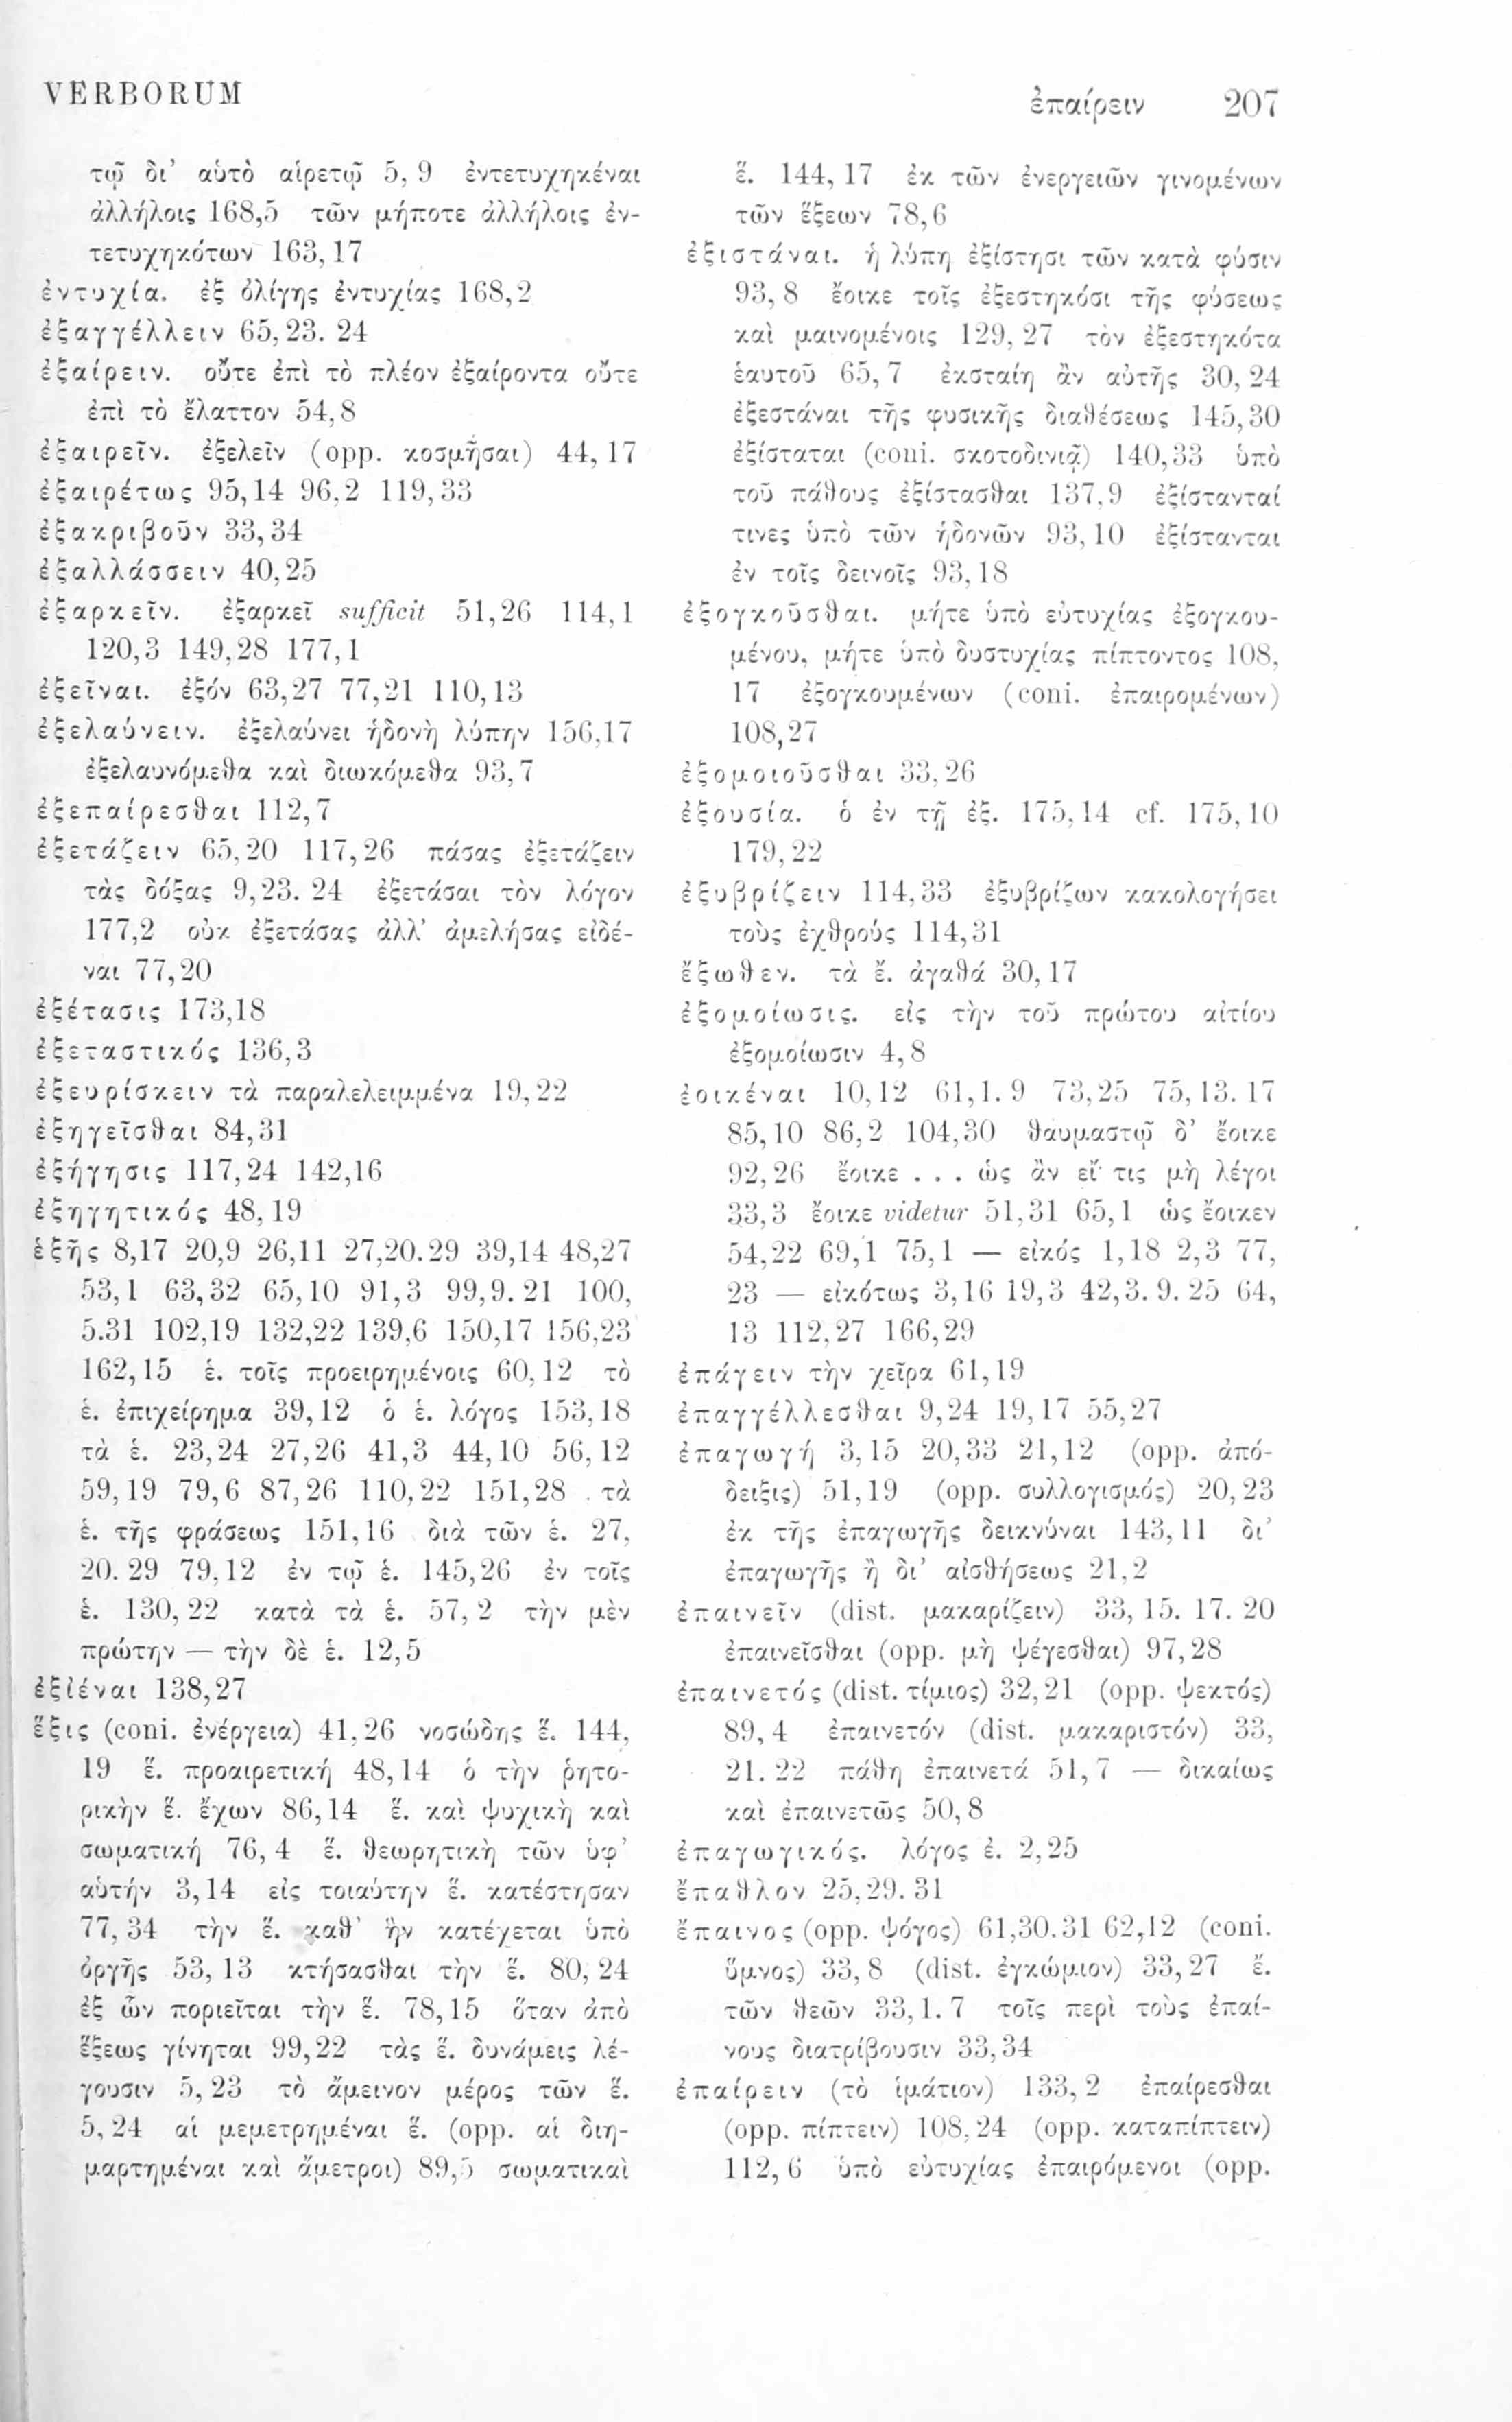 VERBORUM
ἐπαίρειν 207
τῷ δι’ αὑτὸ αἱρετῷ 5, 9 ἐντετυχηκέναι
ἀλλήλοις 168,5 τῶν μήποτε ἀλλήλοις ἐν-
τετυχηκότων 163, 17
ἐντυχία. ἐξ ὀλίγης ἐντυχίας 168,2
ἐξαγγέλλειν 65,23. 24
ἐξαίρειν. οὔτε ἐπὶ τὸ πλέον ἐξαίροντα οὔτε
ἐπὶ τὸ ἔλαττον 54,8
ἐξαιρεῖν. ἐξελεῖν (opp. κοσμῆσαι) 44, 17
ἐξαιρέτως 95,14 96,2 119,33
ἐξακριβοῦν 33,34
ἐξαλλάσσειν 40,25
ἐξαρκεῖν. ἐξαρκεῖ sufficit 51,26 114,1
120,3 149,28 177,1
ἐξεῖναι. ἐξόν 63,27 77,21 110,13
ἐξελαύνειν. ἐξελαύνει ἡδονὴ λύπην 156,17
ἐξελαυνόμεθα καὶ διωκόμεθα 93,7
ἐξεπαίρεσθαι 112,7
ἐξετάζειν 65,20 117,26 πάσας ἐξετάζειν
τὰς δόξας 9,23. 24 ἐξετάσαι τὸν λόγον
177,2 οὐκ ἐξετάσας ἀλλ’ ἀμελήσας εἰδέ-
ναι 77,20
ἐξέτασις 173,18
ἐξεταστικός 136,3
ἐξευρίσκειν τὰ παραλελειμμένα 19,22
ἐξηγεῖσθαι 84,31
ἐξήγησις 117,24 142,16
ἐξηγητικός 48,19
ἑξῆς 8,17 20,9 26,11 27,20.29 39,14 48,27
53,1 63,32 65,10 91,3 99,9. 21 100,
5.31 102,19 132,22 139,6 150,17 156,23
162,15 ἑ. τοῖς προειρημένοις 60,12 τὸ
ἑ. ἐπιχείρημα 39,12 ὁ ἑ. λόγος 153,18
τὰ ἑ. 23,24 27,26 41,3 44,10 56,12
59,19 79,6 87,26 110,22 151,28 τὰ
ἑ. τῆς φράσεως 151,16 διὰ τῶν ἑ. 27,
20. 29 79,12 ἐν τῷ ἑ. 145,26 ἐν τοῖς
ἑ. 130,22 κατὰ τὰ ἑ. 57,2 τὴν μὲν
πρώτην — τὴν δὲ ἑ. 12,5
ἐξιέναι 138,27
ἕξις (coni. ἐνέργεια) 41,26 νοσώδης ἕ. 144,
19 ἕ. προαιρετική 48,14 ὁ τὴν ῥητο-
ρικὴν ἕ. ἔχων 86,14 ἕ. καὶ ψυχικὴ καὶ
σωματική 76,4 ἕ. θεωρητικὴ τῶν ὑφ’
αὑτήν 3,14 εἰς τοιαύτην ἕ. κατέστησαν
77,34 τὴν ἕ. καθ’ ἣν κατέχεται ὑπὸ
ὀργῆς 53,13 κτήσασθαι τὴν ἕ. 80,24
ἐξ ὧν ποριεῖται τὴν ἕ. 78,15 ὅταν ἀπὸ
ἕξεως γίνηται 99,22 τὰς ἕ. δυνάμεις λέ-
γουσιν 5,23 τὸ ἄμεινον μέρος τῶν ἕ.
5,24 αἱ μεμετρημέναι ἕ. (opp. αἱ διη-
μαρτημέναι καὶ ἄμετροι) 89,5 σωματικαὶ
ἕ. 144,17 ἐκ τῶν ἐνεργειῶν γινομένων
τῶν ἕξεων 78,6
ἐξιστάναι. ἡ λύπη ἐξίστησι τῶν κατὰ φύσιν
93,8 ἔοικε τοῖς ἐξεστηκόσι τῆς φύσεως
καὶ μαινομένοις 129,27 τὸν ἐξεστηκότα
ἑαυτοῦ 65,7 ἐκσταίη ἂν αὐτῆς 30,24
ἐξεστάναι τῆς φυσικῆς διαθέσεως 145,30
ἐξίσταται (coni. σκοτοδινιᾷ) 140,33 ὑπὸ
τοῦ πάθους ἐξίστασθαι 137,9 ἐξίστανταί
τινες ὑπὸ τῶν ἡδονῶν 93,10 ἐξίστανται
ἐν τοῖς δεινοῖς 93,18
ἐξογκοῦσθαι. μήτε ὑπὸ εὐτυχίας ἐξογκου-
μένου, μήτε ὑπὸ δυστυχίας πίπτοντος 108,
17 ἐξογκουμένων (coni. ἐπαιρομένων)
108,27
ἐξομοιοῦσθαι 33,26
ἐξουσία. ὁ ἐν τῇ ἐξ. 175,14 cf. 175,10
179,22
ἐξυβρίζειν 114,33 ἐξυβρίζων κακολογήσει
τοὺς ἐχθρούς 114,31
ἔξωθεν. τὰ ἔ. ἀγαθά 30,17
ἐξομοίωσις. εἰς τὴν τοῦ πρώτου αἰτίου
ἐξομοίωσιν 4,8
ἐοικέναι 10,12 61,1. 9 73,25 75,13. 17
85,10 86,2 104,30 θαυμαστῷ δ’ ἔοικε
92,26 ἔοικε . . . ὡς ἂν εἴ τις μὴ λέγοι
33,3 ἔοικε videtur 51,31 65,1 ὡς ἔοικεν
54,22 69,1 75,1 — εἰκός 1,18 2,3 77,
23 — εἰκότως 3,16 19,3 42,3. 9. 25 64,
13 112,27 166,29
ἐπάγειν τὴν χεῖρα 61,19
ἐπαγγέλλεσθαι 9,24 19,17 55,27
ἐπαγωγή 3,15 20,33 21,12 (opp. ἀπό-
δειξις) 51,19 (opp. συλλογισμός) 20,23
ἐκ τῆς ἐπαγωγῆς δεικνύναι 143,11 δι’
ἐπαγωγῆς ἢ δι’ αἰσθήσεως 21,2
ἐπαινεῖν (dist. μακαρίζειν) 33, 15. 17. 20
ἐπαινεῖσθαι (opp. μὴ ψέγεσθαι) 97,28
ἐπαινετός (dist. τίμιος) 32,21 (opp. ψεκτός)
89,4 ἐπαινετόν (dist. μακαριστόν) 33,
21. 22 πάθη ἐπαινετά 51,7 — δικαίως
καὶ ἐπαινετῶς 50,8
ἐπαγωγικός. λόγος ἐ. 2,25
ἔπαθλον 25,29. 31
ἔπαινος (opp. ψόγος) 61,30.31 62,12 (coni.
ὕμνος) 33,8 (dist. ἐγκώμιον) 33,27 ἔ.
τῶν θεῶν 33,1. 7 τοῖς περὶ τοὺς ἐπαί-
νους διατρίβουσιν 33,34
ἐπαίρειν (τὸ ἱμάτιον) 133,2 ἐπαίρεσθαι
(opp. πίπτειν) 108,24 (opp. καταπίπτειν)
112,6 ὑπὸ εὐτυχίας ἐπαιρόμενοι (opp.